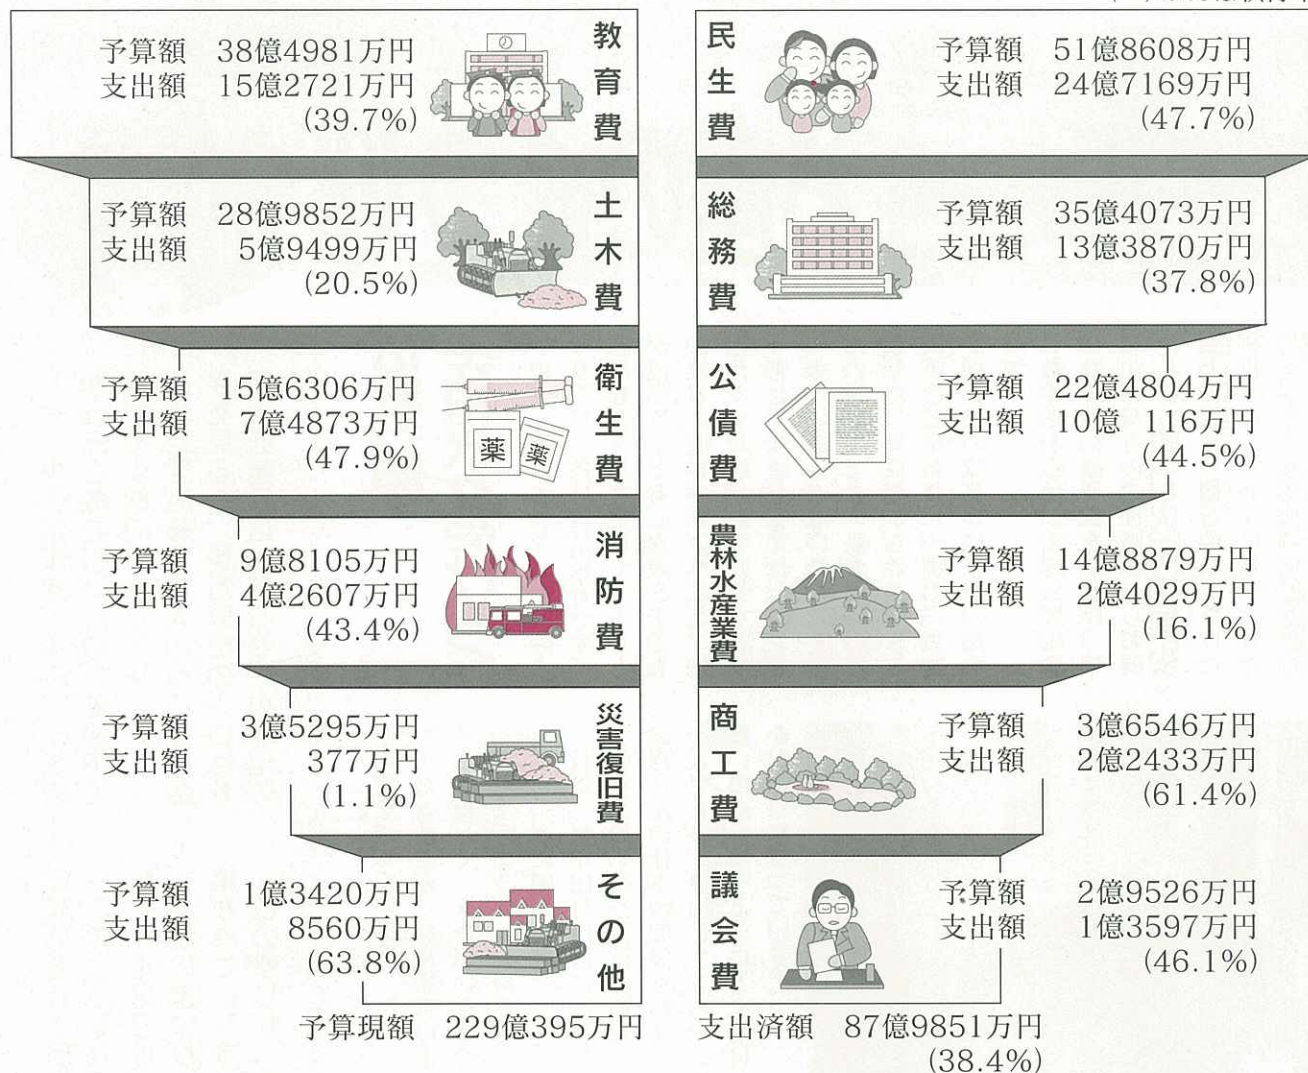 教育費
予算額 38億4981万円
支出額 15億2721万円
(39.7%)
民生費
予算額 51億8608万円
支出額 24億7169万円
(47.7%)
土木費
予算額 28億9852万円
支出額 5億9499万円
(20.5%)
総務費
予算額 35億4073万円
支出額 13億3870万円
(37.8%)
衛生費
予算額 15億6306万円
支出額 7億4873万円
(47.9%)
薬 薬
公債費
予算額 22億4804万円
支出額 10億 116万円
(44.5%)
消防費
予算額 9億8105万円
支出額 4億2607万円
(43.4%)
農林水産業費
予算額 14億8879万円
支出額 2億4029万円
(16.1%)
災害復旧費
予算額 3億5295万円
支出額 377万円
(1.1%)
商工費
予算額 3億6546万円
支出額 2億2433万円
(61.4%)
その他
予算額 1億3420万円
支出額 8560万円
(63.8%)
議会費
予算額 2億9526万円
支出額 1億3597万円
(46.1%)
予算現額 229億395万円
支出済額 87億9851万円
(38.4%)